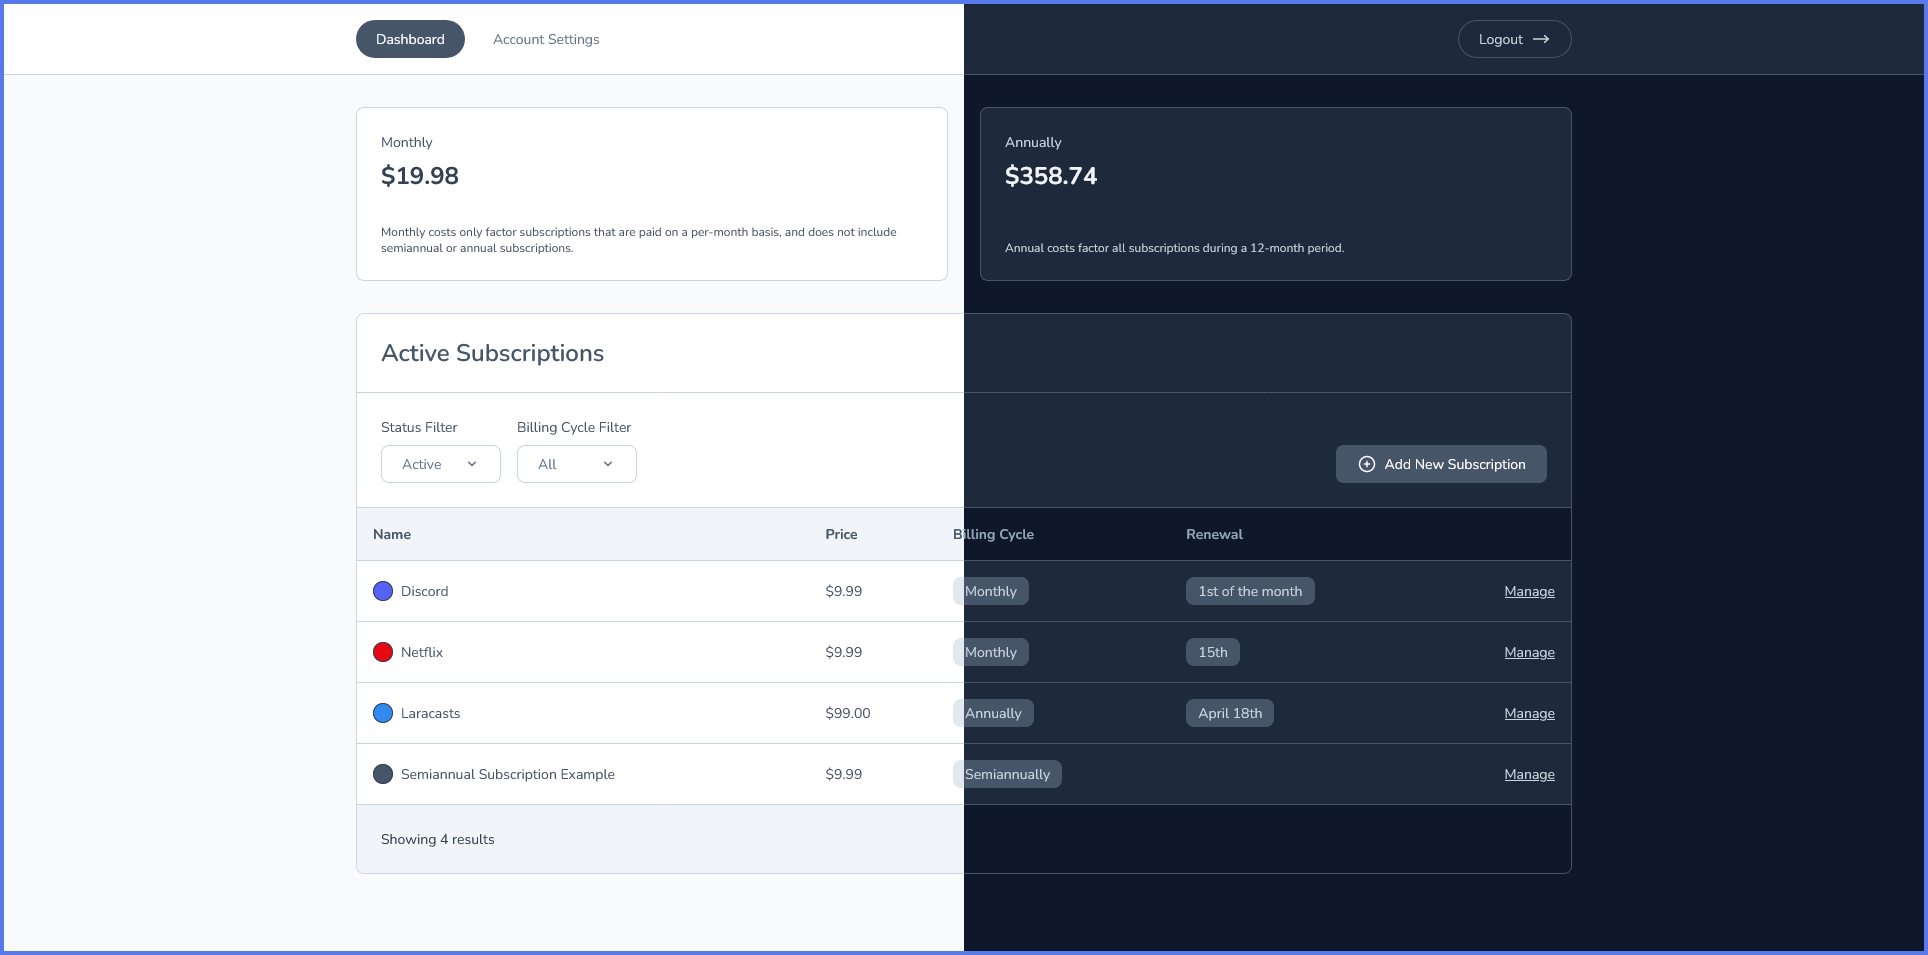 Dashboard Account Settings Logout
Monthly
$19.98
Monthly costs only factor subscriptions that are paid on a per-month basis, and does not include
semiannual or annual subscriptions.
Annually
$358.74
Annual costs factor all subscriptions during a 12-month period.
Active Subscriptions
Status Filter Billing Cycle Filter
Active All Add New Subscription
Name Price Billing Cycle Renewal
Discord $9.99 Monthly 1st of the month Manage
Netflix $9.99 Monthly 15th Manage
Laracasts $99.00 Annually April 18th Manage
Semiannual Subscription Example $9.99 Semiannually Manage
Showing 4 results